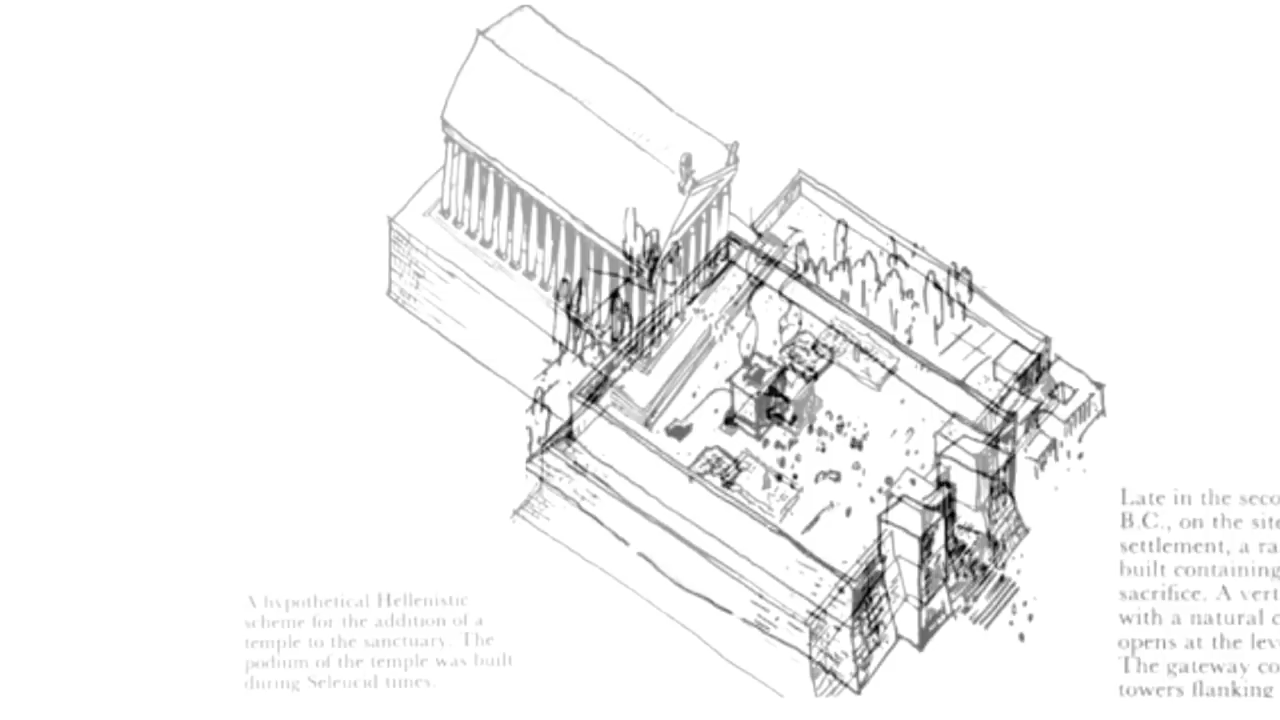 A hypothetical Hellenistic
scheme for the addition of a
temple to the sanctuary. The
podium of the temple was built
during Seleucid times.
Late in the seco
B.C., on the site
settlement, a ra
built containing
sacrifice. A vert
with a natural c
opens at the leve
The gateway co
towers flanking